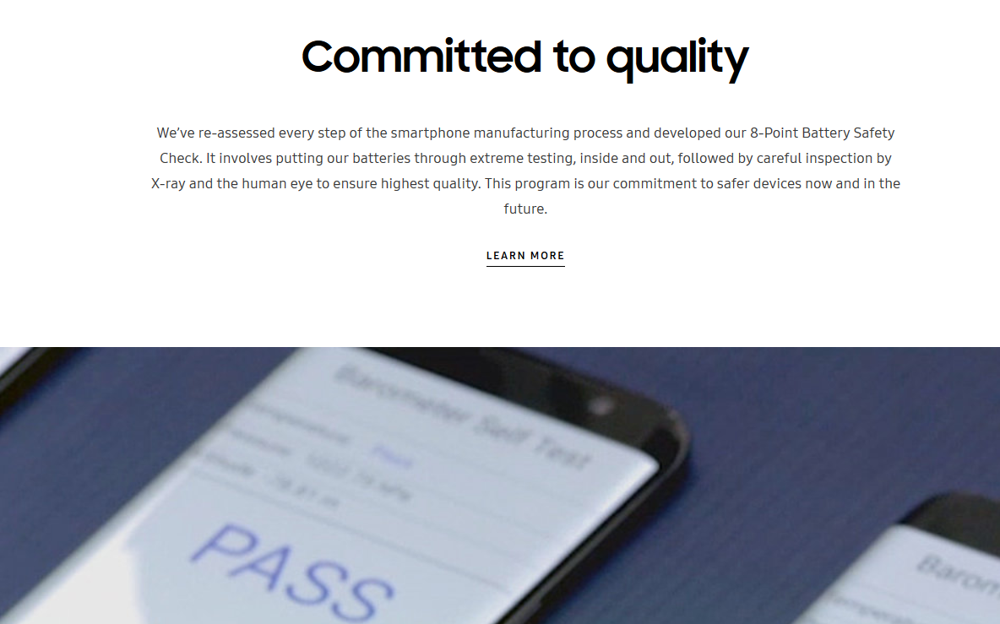 Committed to quality
We’ve re-assessed every step of the smartphone manufacturing process and developed our 8-Point Battery Safety
Check. It involves putting our batteries through extreme testing, inside and out, followed by careful inspection by
X-ray and the human eye to ensure highest quality. This program is our commitment to safer devices now and in the
future.
LEARN MORE
Barometer Self Test
Pass
PASS
Barom